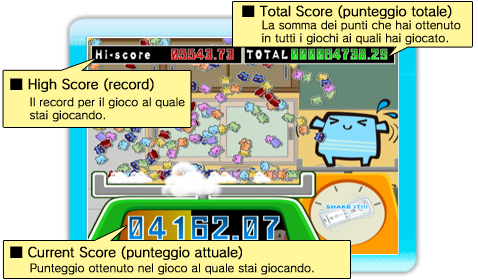 ■ Total Score (punteggio totale)
La somma dei punti che hai ottenuto
in tutti i giochi ai quali hai giocato.
Hi-score 05543.73 TOTAL 000004738.29
■ High Score (record)
Il record per il gioco al quale
stai giocando.
SHAKE IT!!!
04162.07
■ Current Score (punteggio attuale)
Punteggio ottenuto nel gioco al quale stai giocando.